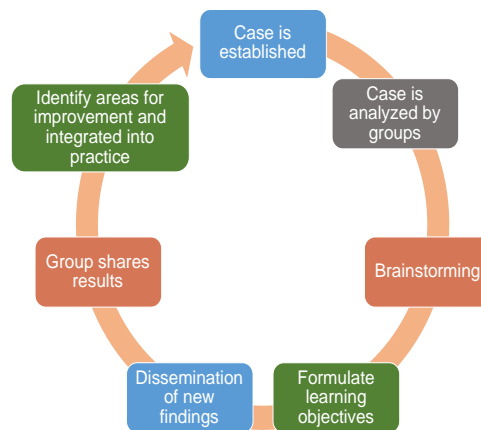 Case is
established
Case is
analyzed by
groups
Brainstorming
Formulate
learning
objectives
Dissemination
of new
findings
Group shares
results
Identify areas for
improvement and
integrated into
practice